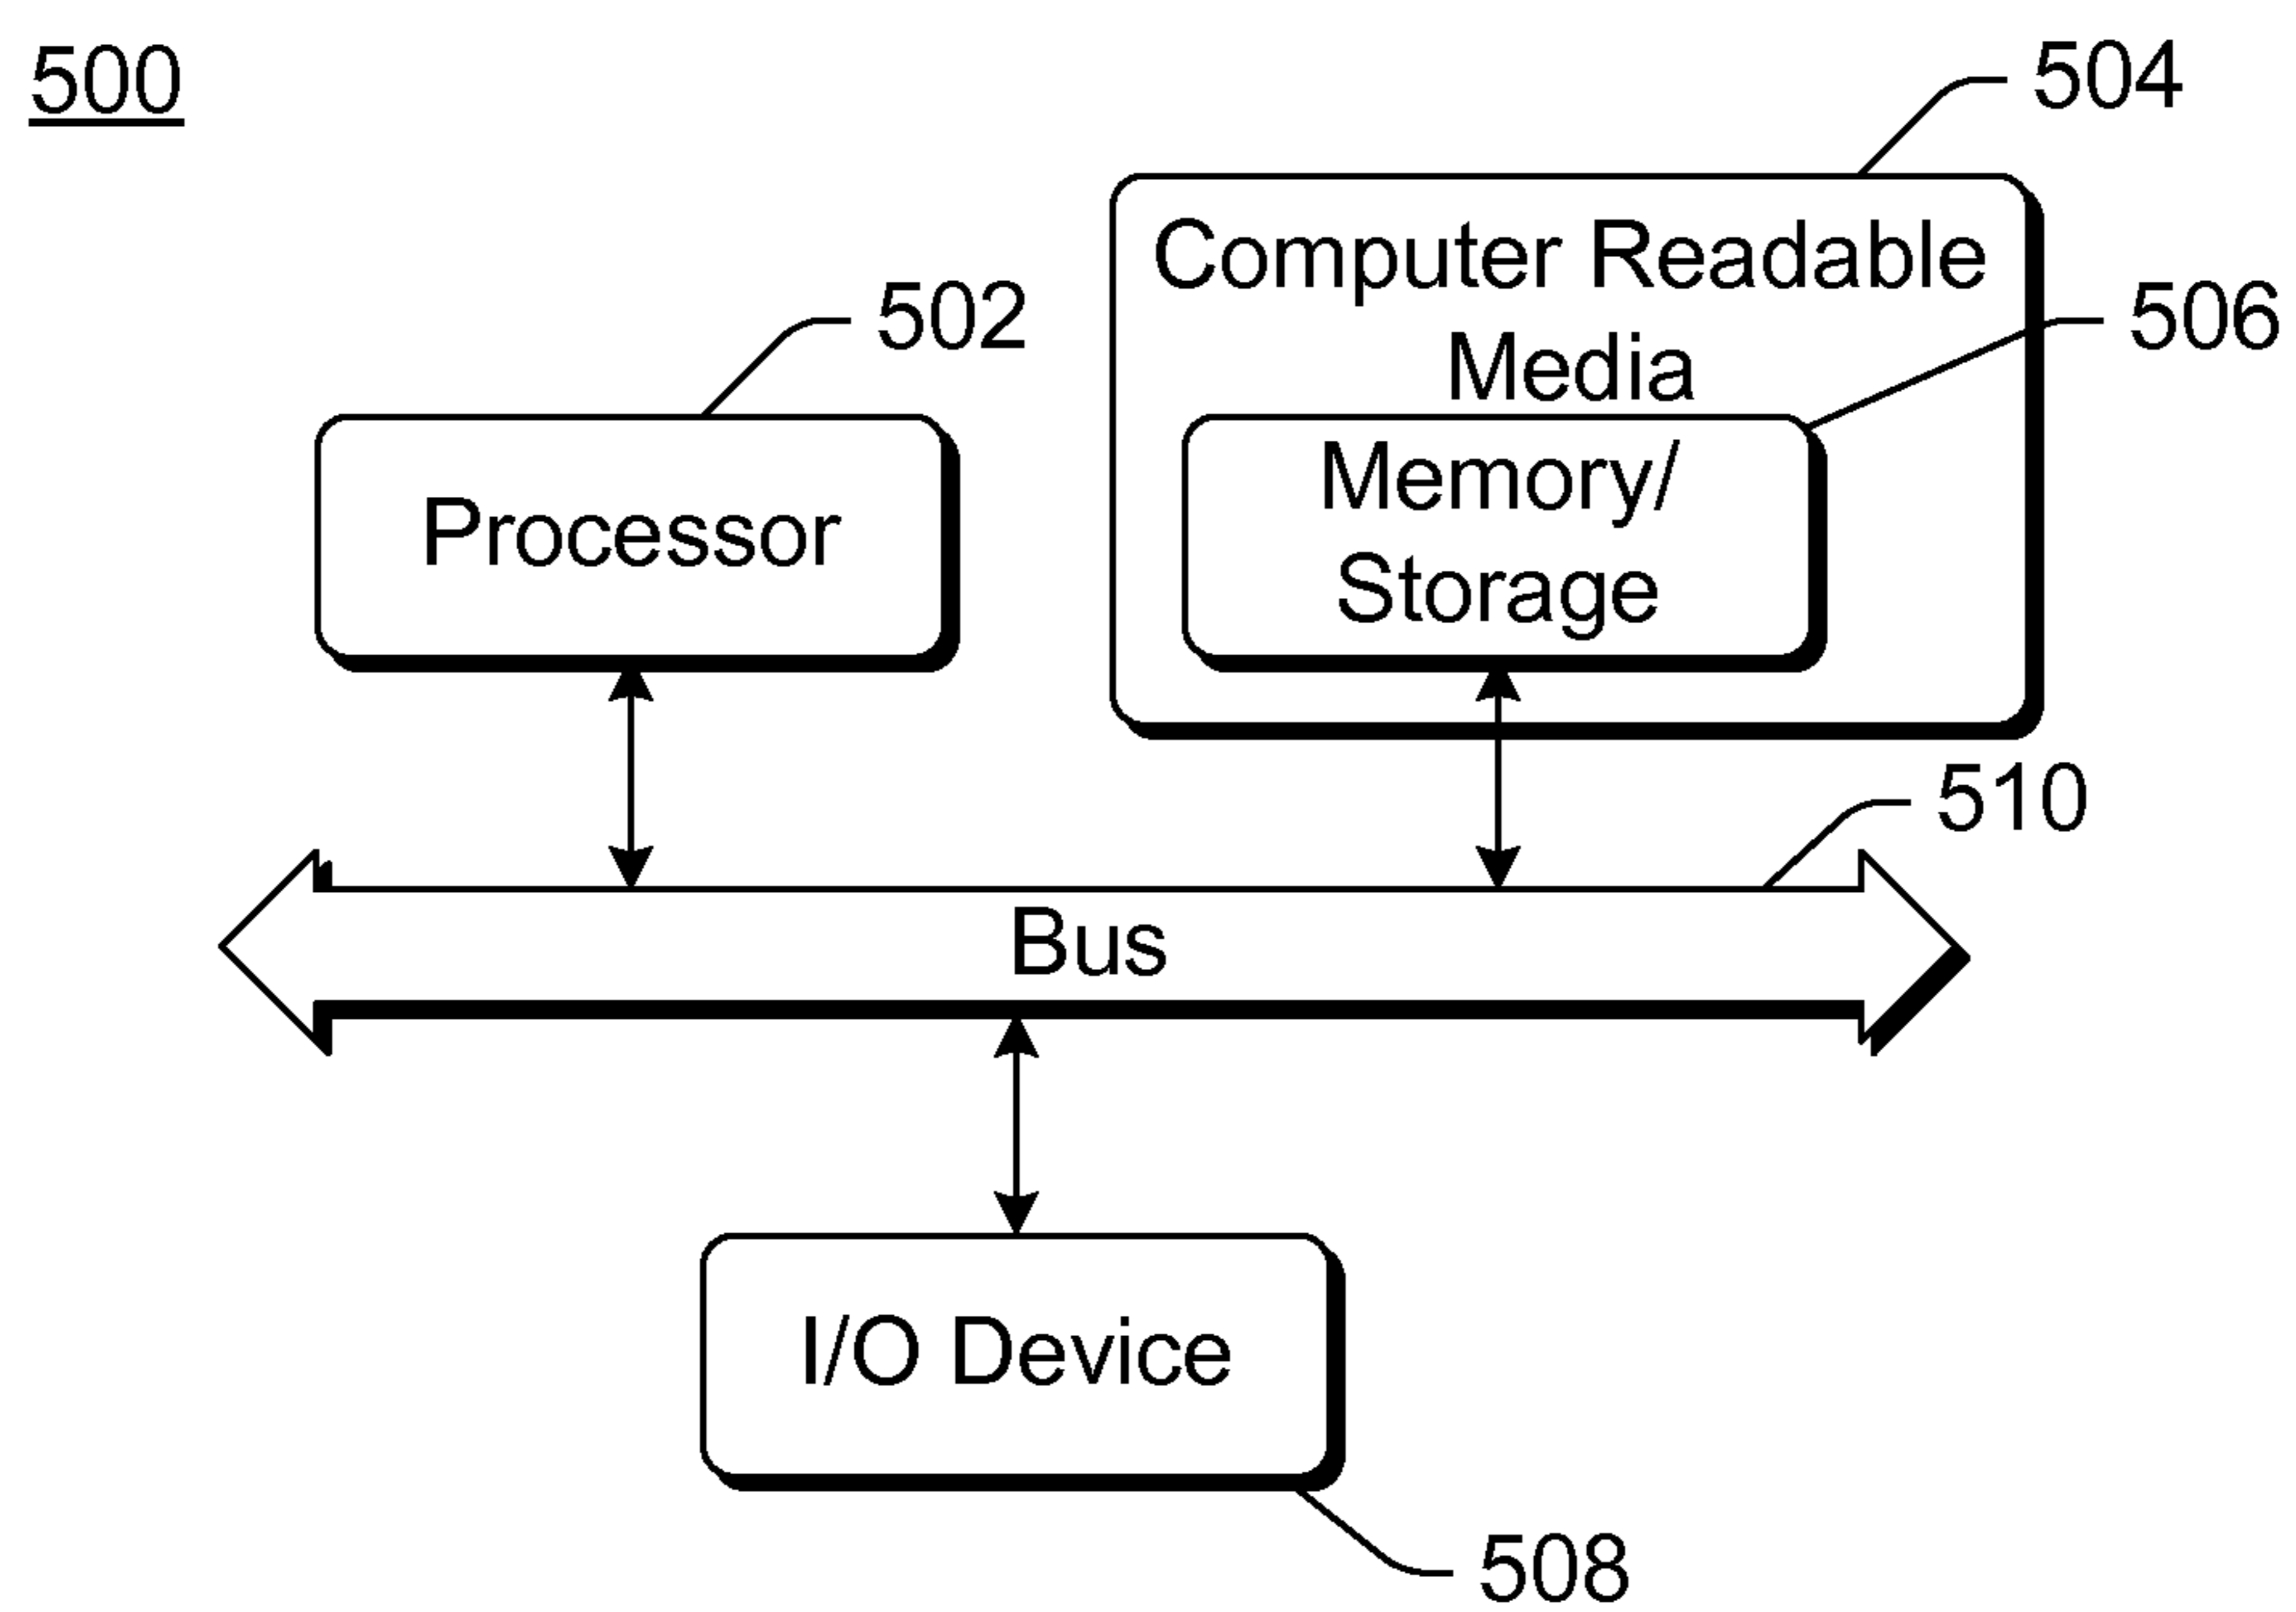 500
504
Computer Readable
Media
502
506
Processor
Memory/
Storage
510
Bus
I/O Device
508